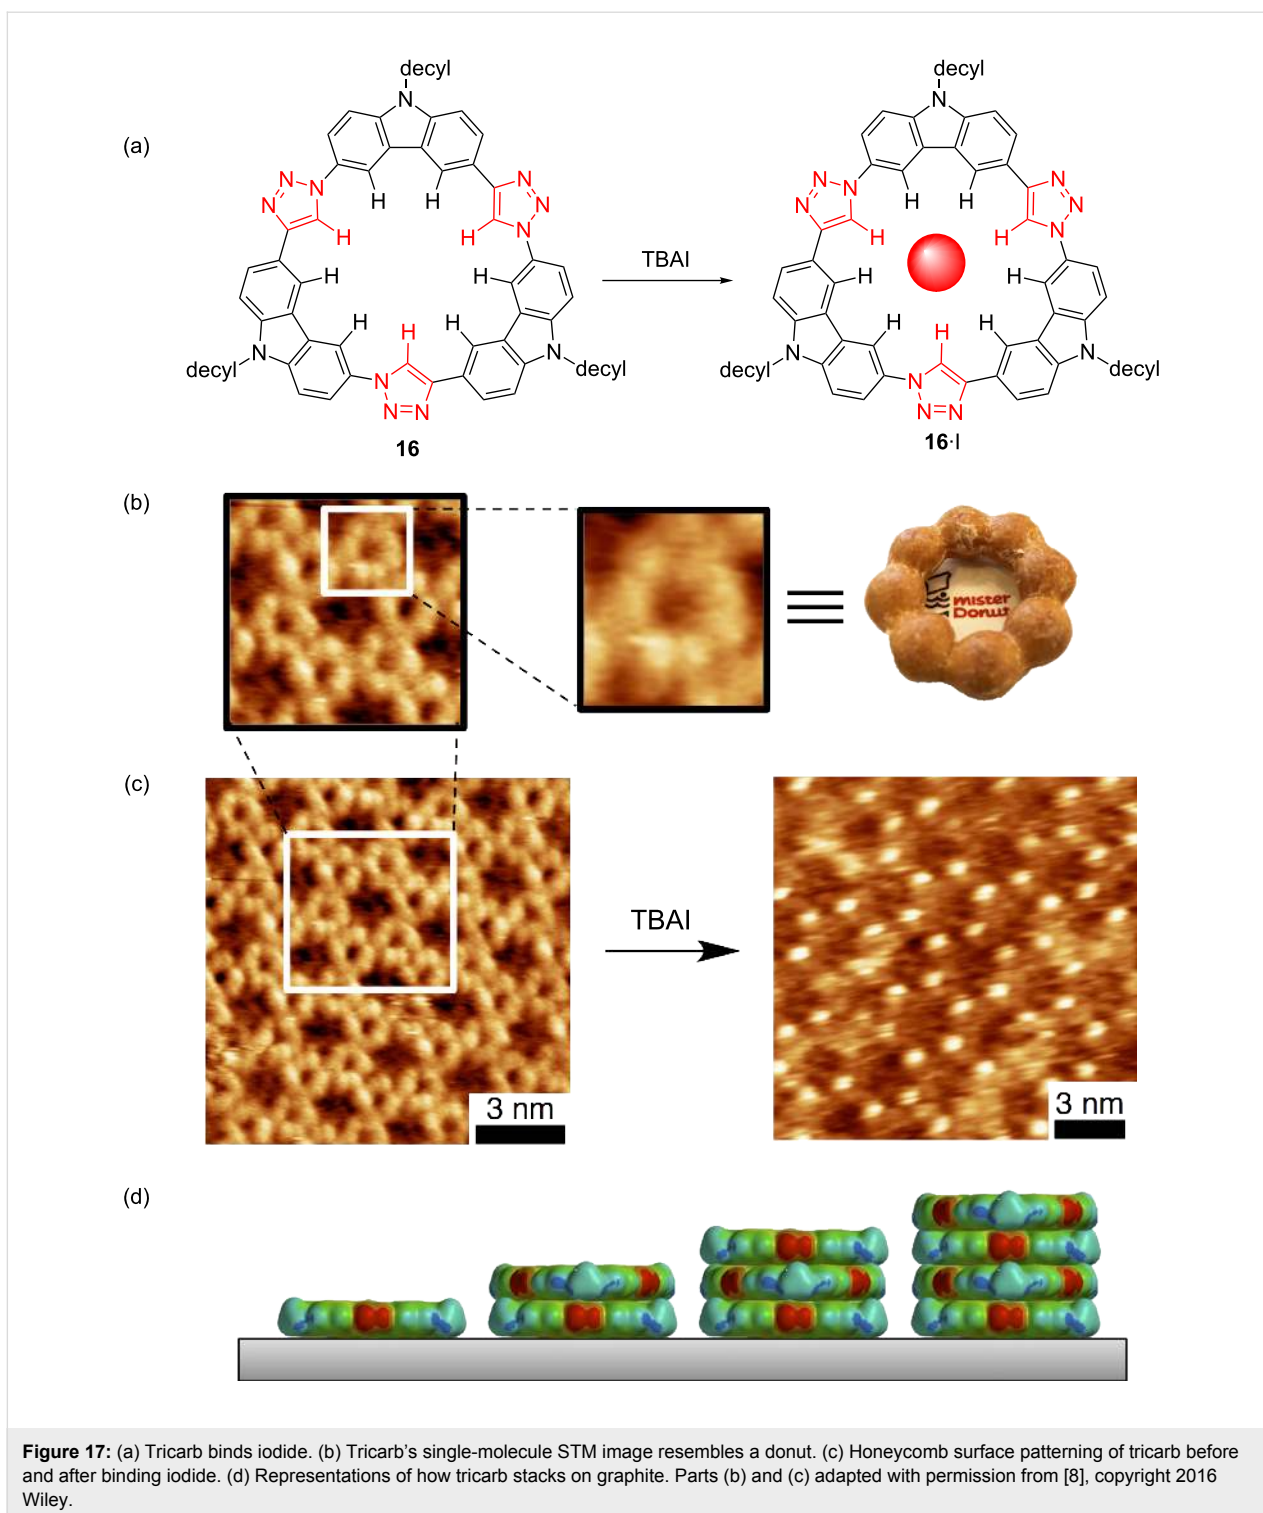 (a)
decyl
N
N
N
N
H
H
N
N
N
H
H
H
H
H
H
H
N
decyl
N
decyl
N
N=N
16
TBAI
decyl
N
N
N
N
H
H
N
N
N
H
H
H
H
H
H
H
N
decyl
N
decyl
N
N=N
16·I
(b)
mister
Donut
(c)
TBAI
3 nm
3 nm
(d)
Figure 17: (a) Tricarb binds iodide. (b) Tricarb’s single-molecule STM image resembles a donut. (c) Honeycomb surface patterning of tricarb before
and after binding iodide. (d) Representations of how tricarb stacks on graphite. Parts (b) and (c) adapted with permission from [8], copyright 2016
Wiley.